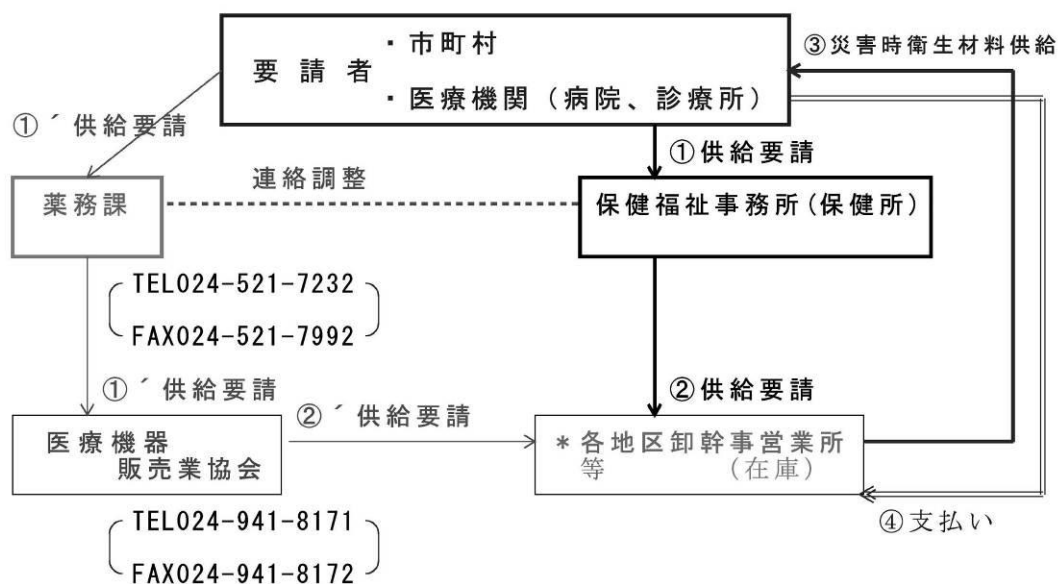 ・市町村
要請者
・医療機関（病院、診療所）
③災害時衛生材料供給
①´供給要請
①供給要請
薬務課
連絡調整
保健福祉事務所(保健所)
TEL024-521-7232
FAX024-521-7992
①´供給要請
②供給要請
医療機器
販売業協会
②´供給要請
＊各地区卸幹事営業所
等　　　　（在庫）
TEL024-941-8171
FAX024-941-8172
④支払い